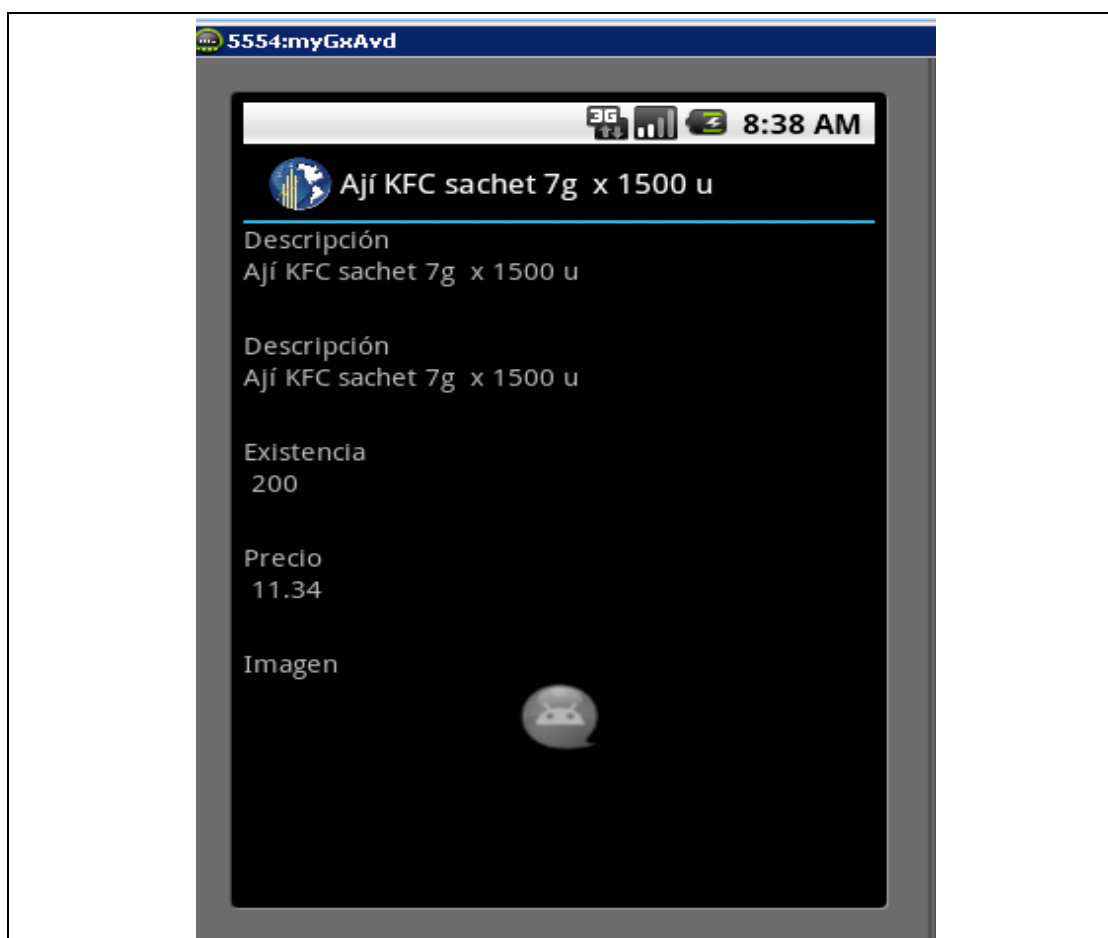 5554:myGxAvd
3G 8:38 AM
Ají KFC sachet 7g  x 1500 u
Descripción
Ají KFC sachet 7g  x 1500 u
Descripción
Ají KFC sachet 7g  x 1500 u
Existencia
200
Precio
11.34
Imagen